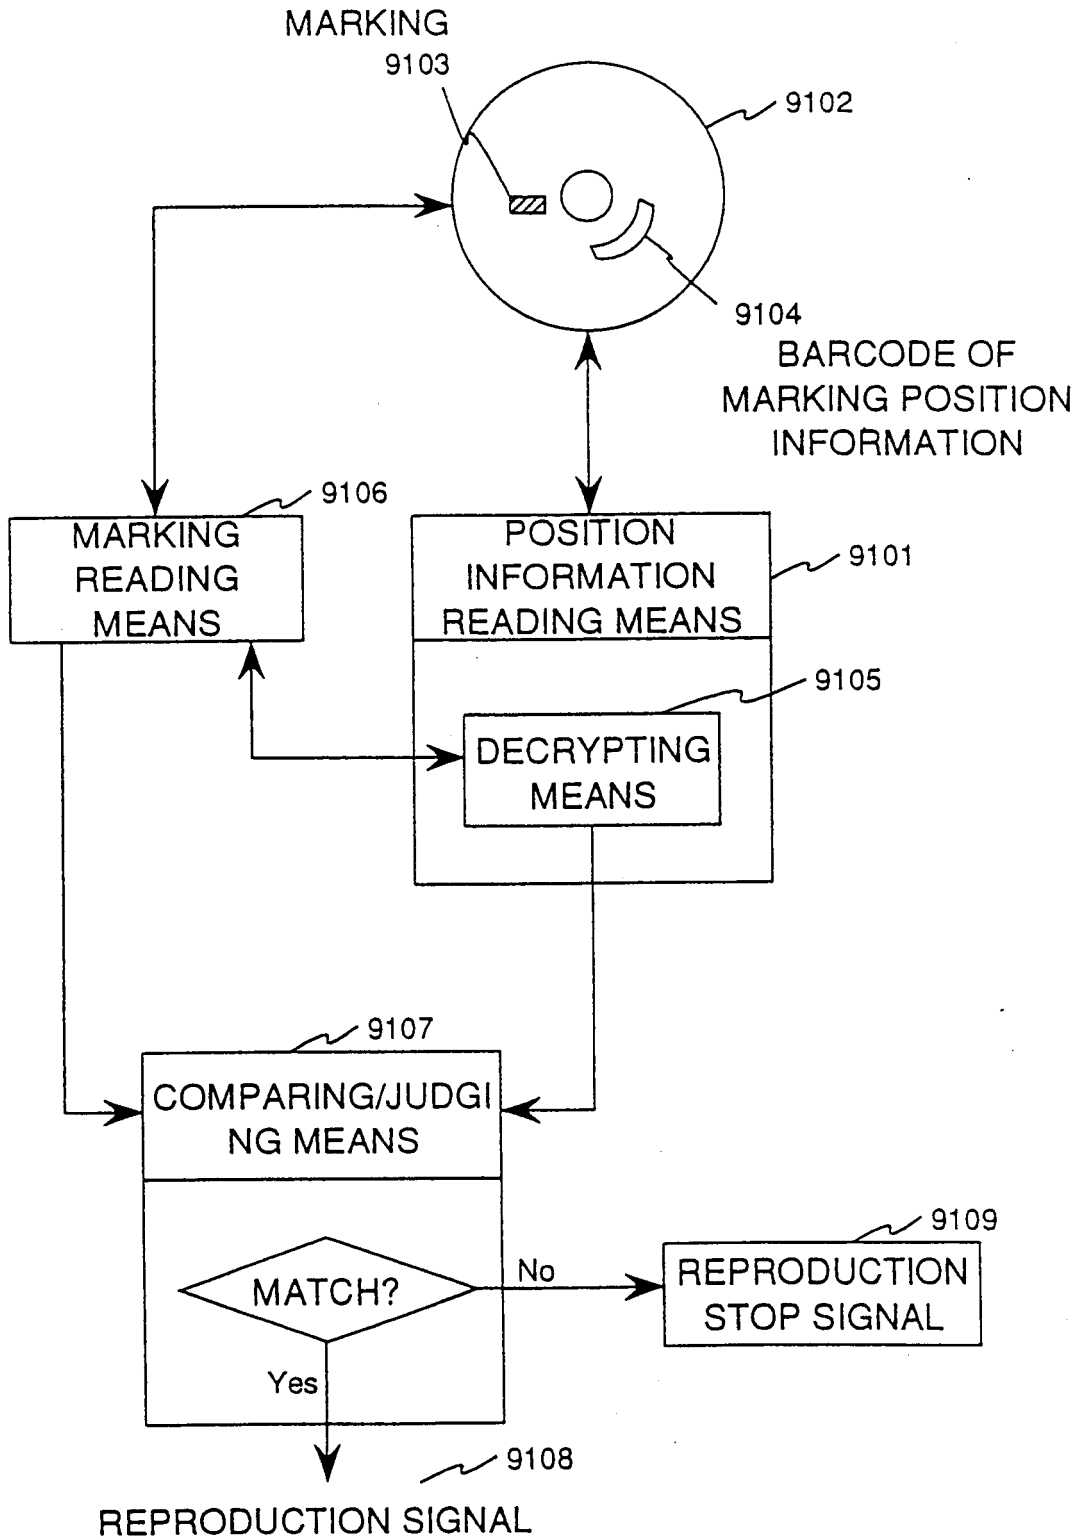 MARKING
9103
9102
9104
BARCODE OF
MARKING POSITION
INFORMATION
9106
MARKING
READING
MEANS
POSITION
INFORMATION
READING MEANS
9101
9105
DECRYPTING
MEANS
9107
COMPARING/JUDGI
NG MEANS
MATCH?
No
Yes
9109
REPRODUCTION
STOP SIGNAL
9108
REPRODUCTION SIGNAL